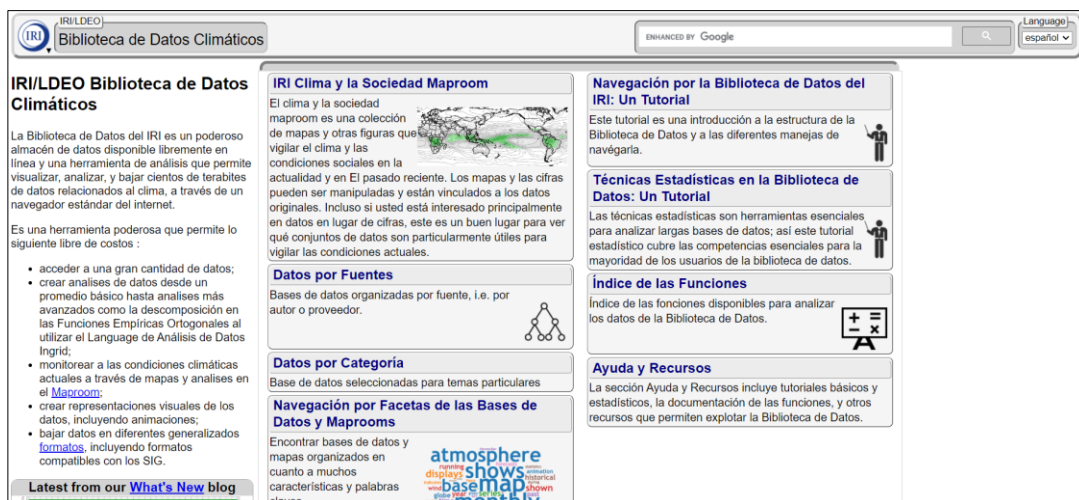 IRI/LDEO
IRI
Biblioteca de Datos Climáticos
ENHANCED BY Google
Language
español
IRI/LDEO Biblioteca de Datos
Climáticos
La Biblioteca de Datos del IRI es un poderoso
almacén de datos disponible libremente en
línea y una herramienta de análisis que permite
visualizar, analizar, y bajar cientos de terabites
de datos relacionados al clima, a través de un
navegador estándar del internet.
Es una herramienta poderosa que permite lo
siguiente libre de costos :
• acceder a una gran cantidad de datos;
• crear analises de datos desde un
promedio básico hasta analises más
avanzados como la descomposición en
las Funciones Empíricas Ortogonales al
utilizar el Language de Análisis de Datos
Ingrid;
• monitorear a las condiciones climáticas
actuales a través de mapas y analises en
el Maproom;
• crear representaciones visuales de los
datos, incluyendo animaciones;
• bajar datos en diferentes generalizados
formatos, incluyendo formatos
compatibles con los SIG.
Latest from our What's New blog
IRI Clima y la Sociedad Maproom
El clima y la sociedad
maproom es una colección
de mapas y otras figuras que
vigilar el clima y las
condiciones sociales en la
actualidad y en El pasado reciente. Los mapas y las cifras
pueden ser manipuladas y están vinculados a los datos
originales. Incluso si usted está interesado principalmente
en datos en lugar de cifras, este es un buen lugar para ver
qué conjuntos de datos son particularmente útiles para
vigilar las condiciones actuales.
Datos por Fuentes
Bases de datos organizadas por fuente, i.e. por
autor o proveedor.
Datos por Categoría
Base de datos seleccionadas para temas particulares
Navegación por Facetas de las Bases de
Datos y Maprooms
Encontrar bases de datos y
mapas organizados en
cuanto a muchos
características y palabras
atmosphere
running
displays shows animation
historical
wind basemap shown
globe year series
monthly
Navegación por la Biblioteca de Datos del
IRI: Un Tutorial
Este tutorial es una introducción a la estructura de la
Biblioteca de Datos y a las diferentes manejas de
navégarla.
Técnicas Estadísticas en la Biblioteca de
Datos: Un Tutorial
Las técnicas estadísticas son herramientas esenciales
para analizar largas bases de datos; así este tutorial
estadístico cubre las competencias esenciales para la
mayoridad de los usuarios de la biblioteca de datos.
Índice de las Funciones
Índice de las fonciones disponibles para analizar
los datos de la Biblioteca de Datos.
Ayuda y Recursos
La sección Ayuda y Recursos incluye tutoriales básicos y
estadísticos, la documentación de las funciones, y otros
recursos que permiten explotar la Biblioteca de Datos.